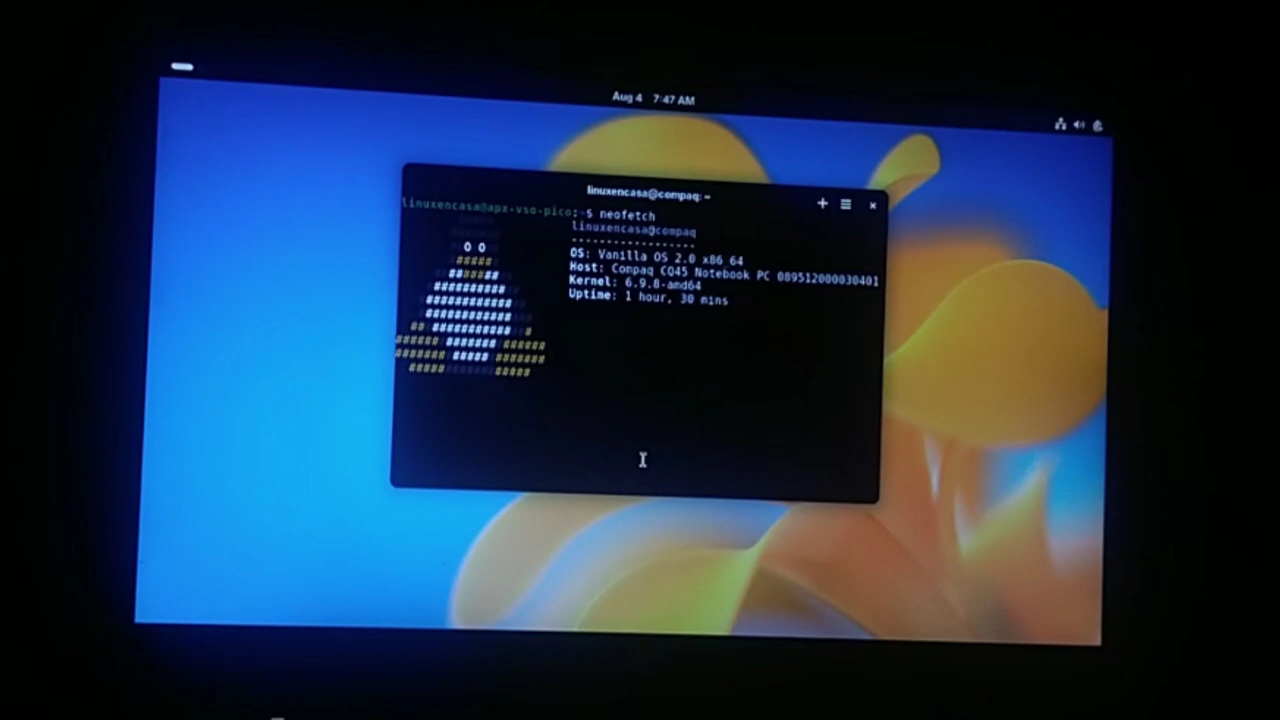 Aug 4 7:47 AM
linuxencasa@compaq: ~
linuxencasa@apx-vso-pico:~$ neofetch
linuxencasa@compaq
-----------------
OS: Vanilla OS 2.0 x86_64
Host: Compaq CQ45 Notebook PC 089512000030401
Kernel: 6.9.8-amd64
Uptime: 1 hour, 30 mins